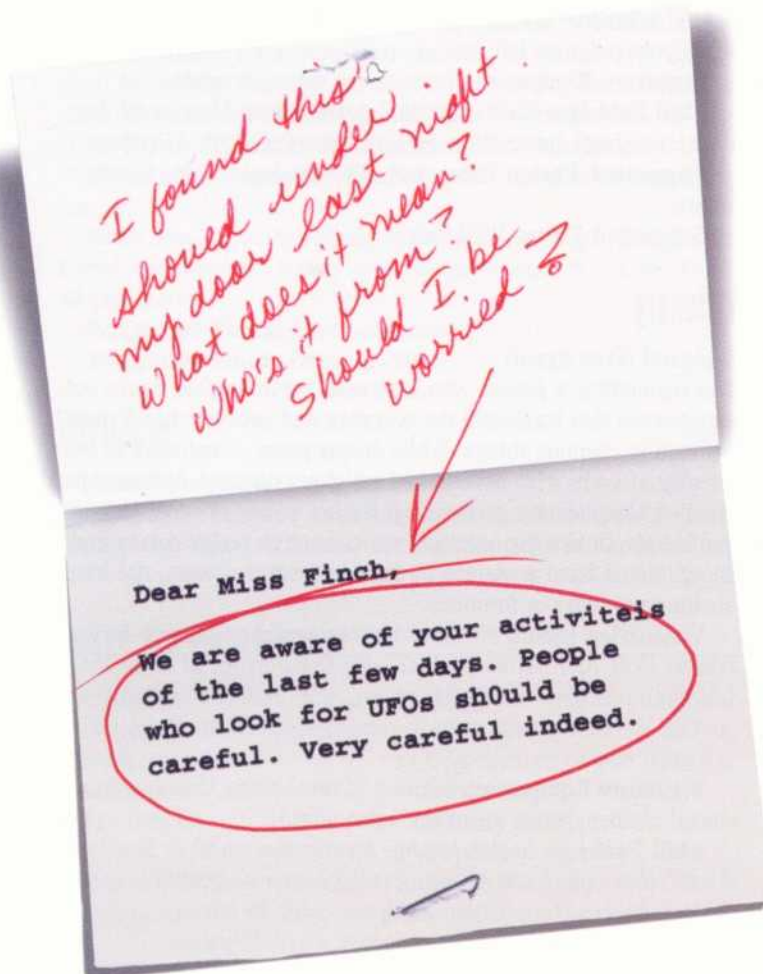 I found this
shoved under
my door last night.
What does it mean?
Who's it from?
Should I be
worried?
Dear Miss Finch,
We are aware of your activiteis
of the last few days. People
who look for UFOs sh0uld be
careful. Very careful indeed.